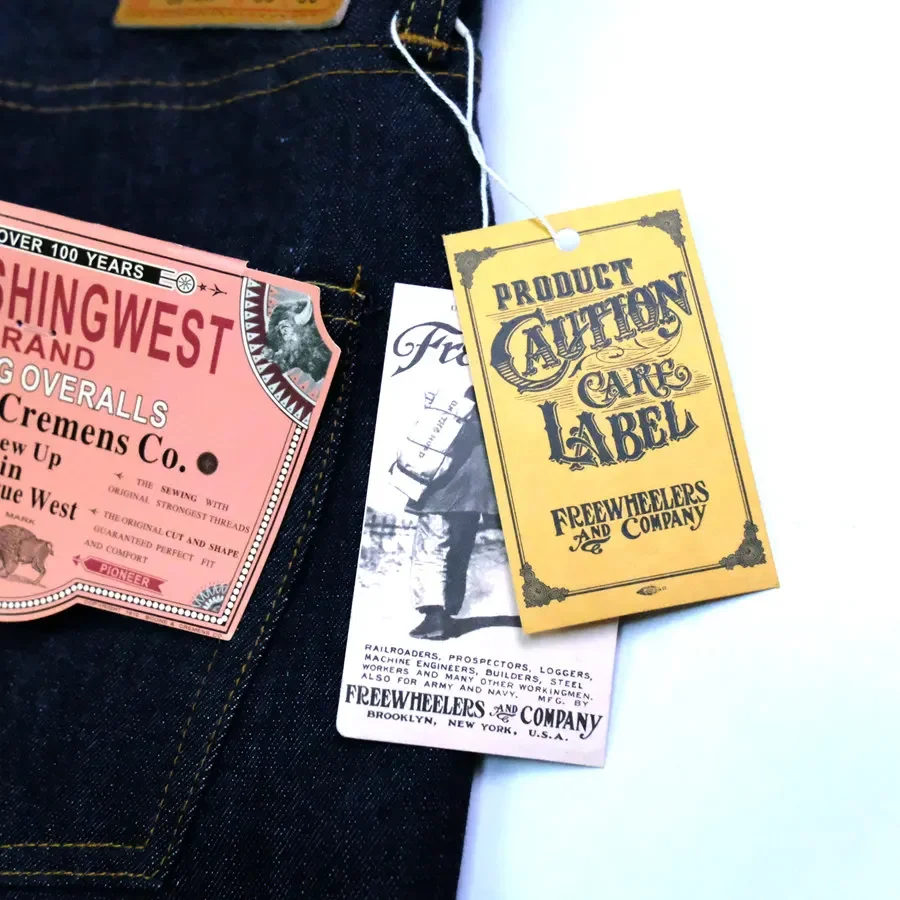 OVER 100 YEARS
SHINGWEST
RAND
G OVERALLS
Cremens Co.
ew Up
in
ue West
MARK
THE SEWING WITH
ORIGINAL STRONGEST THREADS
THE ORIGINAL CUT AND SHAPE
GUARANTEED PERFECT FIT
AND COMFORT
PIONEER
Fre
RAILROADERS, PROSPECTORS, LOGGERS,
MACHINE ENGINEERS, BUILDERS, STEEL
WORKERS AND MANY OTHER WORKINGMEN.
ALSO FOR ARMY AND NAVY. MFG. BY
FREEWHEELERS AND COMPANY
BROOKLYN, NEW YORK, U.S.A.
PRODUCT
CAUTION
CARE
LABEL
FREEWHEELERS
AND COMPANY